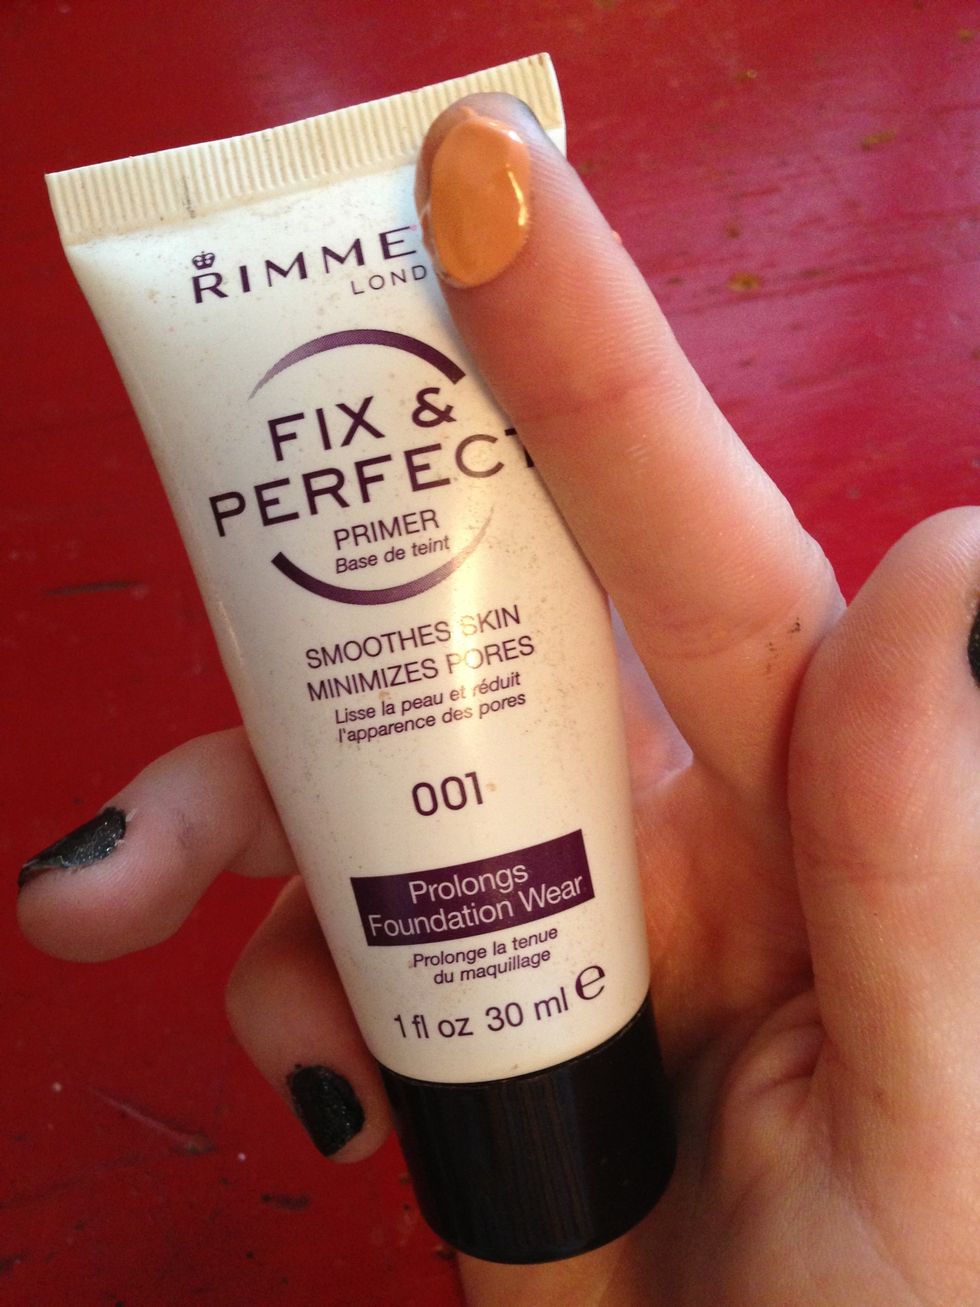 RIMME
LOND
FIX &
PERFECT
PRIMER
Base de teint
SMOOTHES SKIN
MINIMIZES PORES
Lisse la peau et réduit
l'apparence des pores
001
Prolongs
Foundation Wear
Prolonge la tenue
du maquillage
1 fl oz 30 ml e